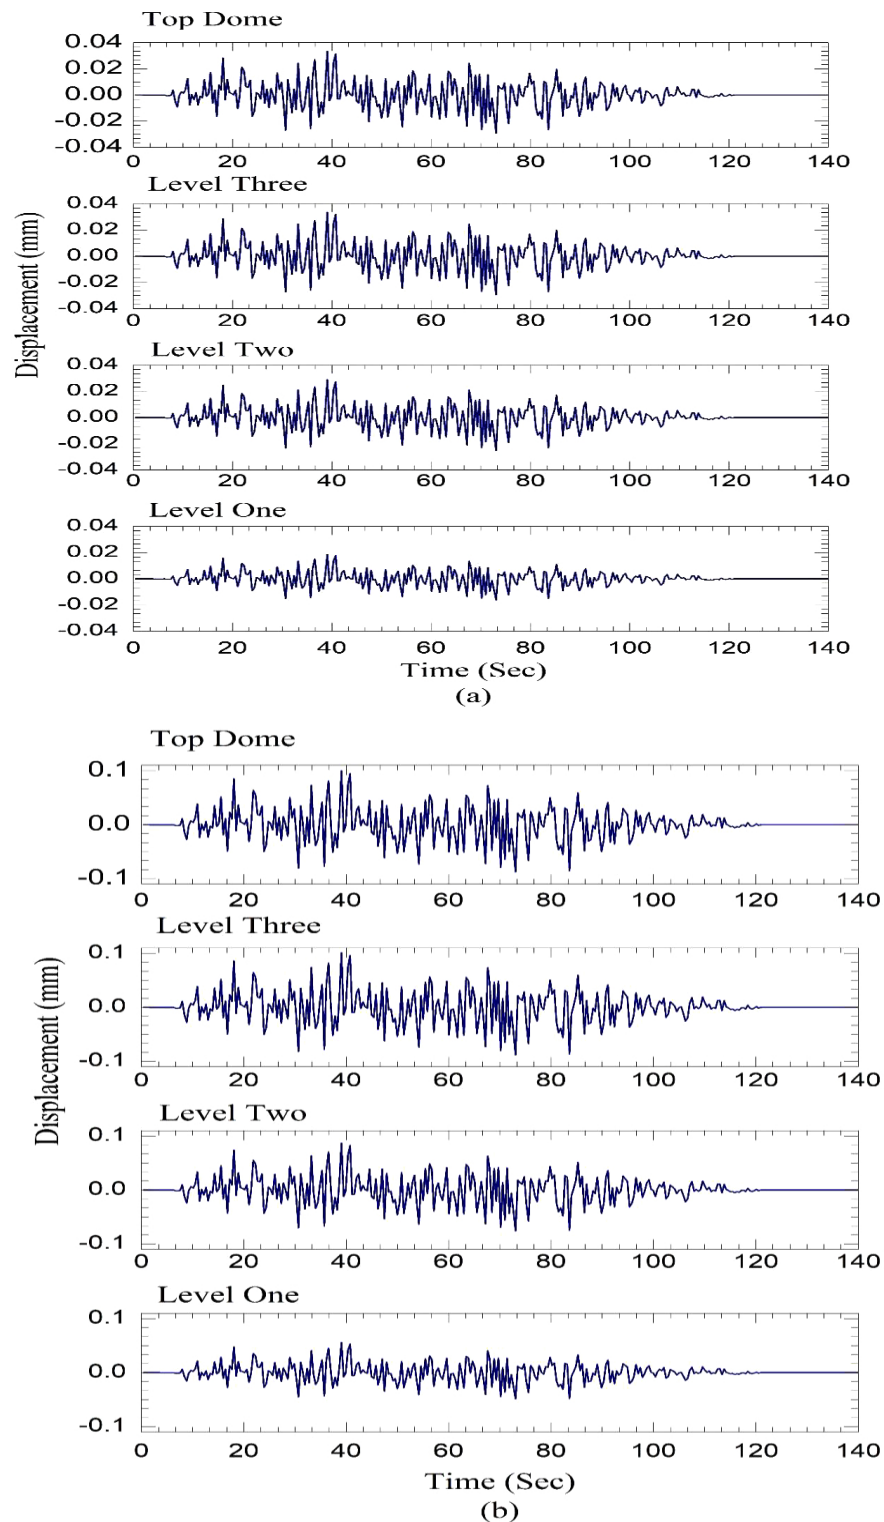 Top Dome
0.04
0.02
0.00
-0.02
-0.04
0 20 40 60 80 100 120 140
Level Three
0.04
0.02
0.00
-0.02
-0.04
0 20 40 60 80 100 120 140
Level Two
0.04
0.02
0.00
-0.02
-0.04
0 20 40 60 80 100 120 140
Level One
0.04
0.02
0.00
-0.02
-0.04
0 20 40 60 80 100 120 140
Displacement (mm)
Time (Sec)
(a)
Top Dome
0.1
0.0
-0.1
0 20 40 60 80 100 120 140
Level Three
0.1
0.0
-0.1
0 20 40 60 80 100 120 140
Level Two
0.1
0.0
-0.1
0 20 40 60 80 100 120 140
Level One
0.1
0.0
-0.1
0 20 40 60 80 100 120 140
Displacement (mm)
Time (Sec)
(b)